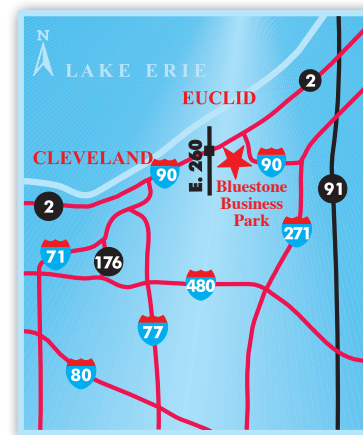 N
LAKE ERIE
2
EUCLID
CLEVELAND
E. 260
90
90
Bluestone
Business
Park
91
2
271
71
176
480
77
80